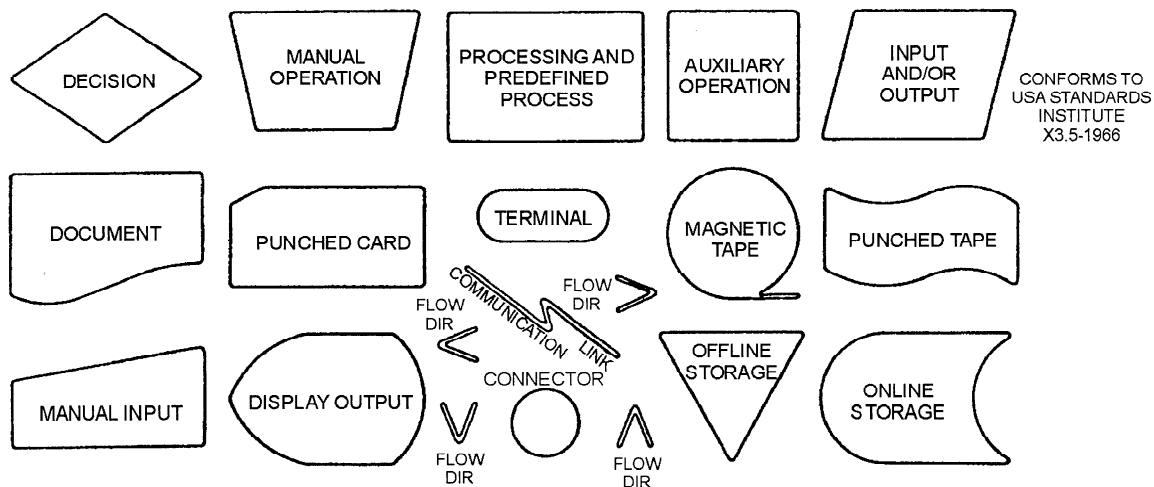 DECISION
MANUAL
OPERATION
PROCESSING AND
PREDEFINED
PROCESS
AUXILIARY
OPERATION
INPUT
AND/OR
OUTPUT
CONFORMS TO
USA STANDARDS
INSTITUTE
X3.5-1966
DOCUMENT
PUNCHED CARD
TERMINAL
MAGNETIC
TAPE
PUNCHED TAPE
FLOW
DIR
COMMUNICATION
LINK
FLOW
DIR
MANUAL INPUT
DISPLAY OUTPUT
CONNECTOR
OFFLINE
STORAGE
ONLINE
STORAGE
FLOW
DIR
FLOW
DIR